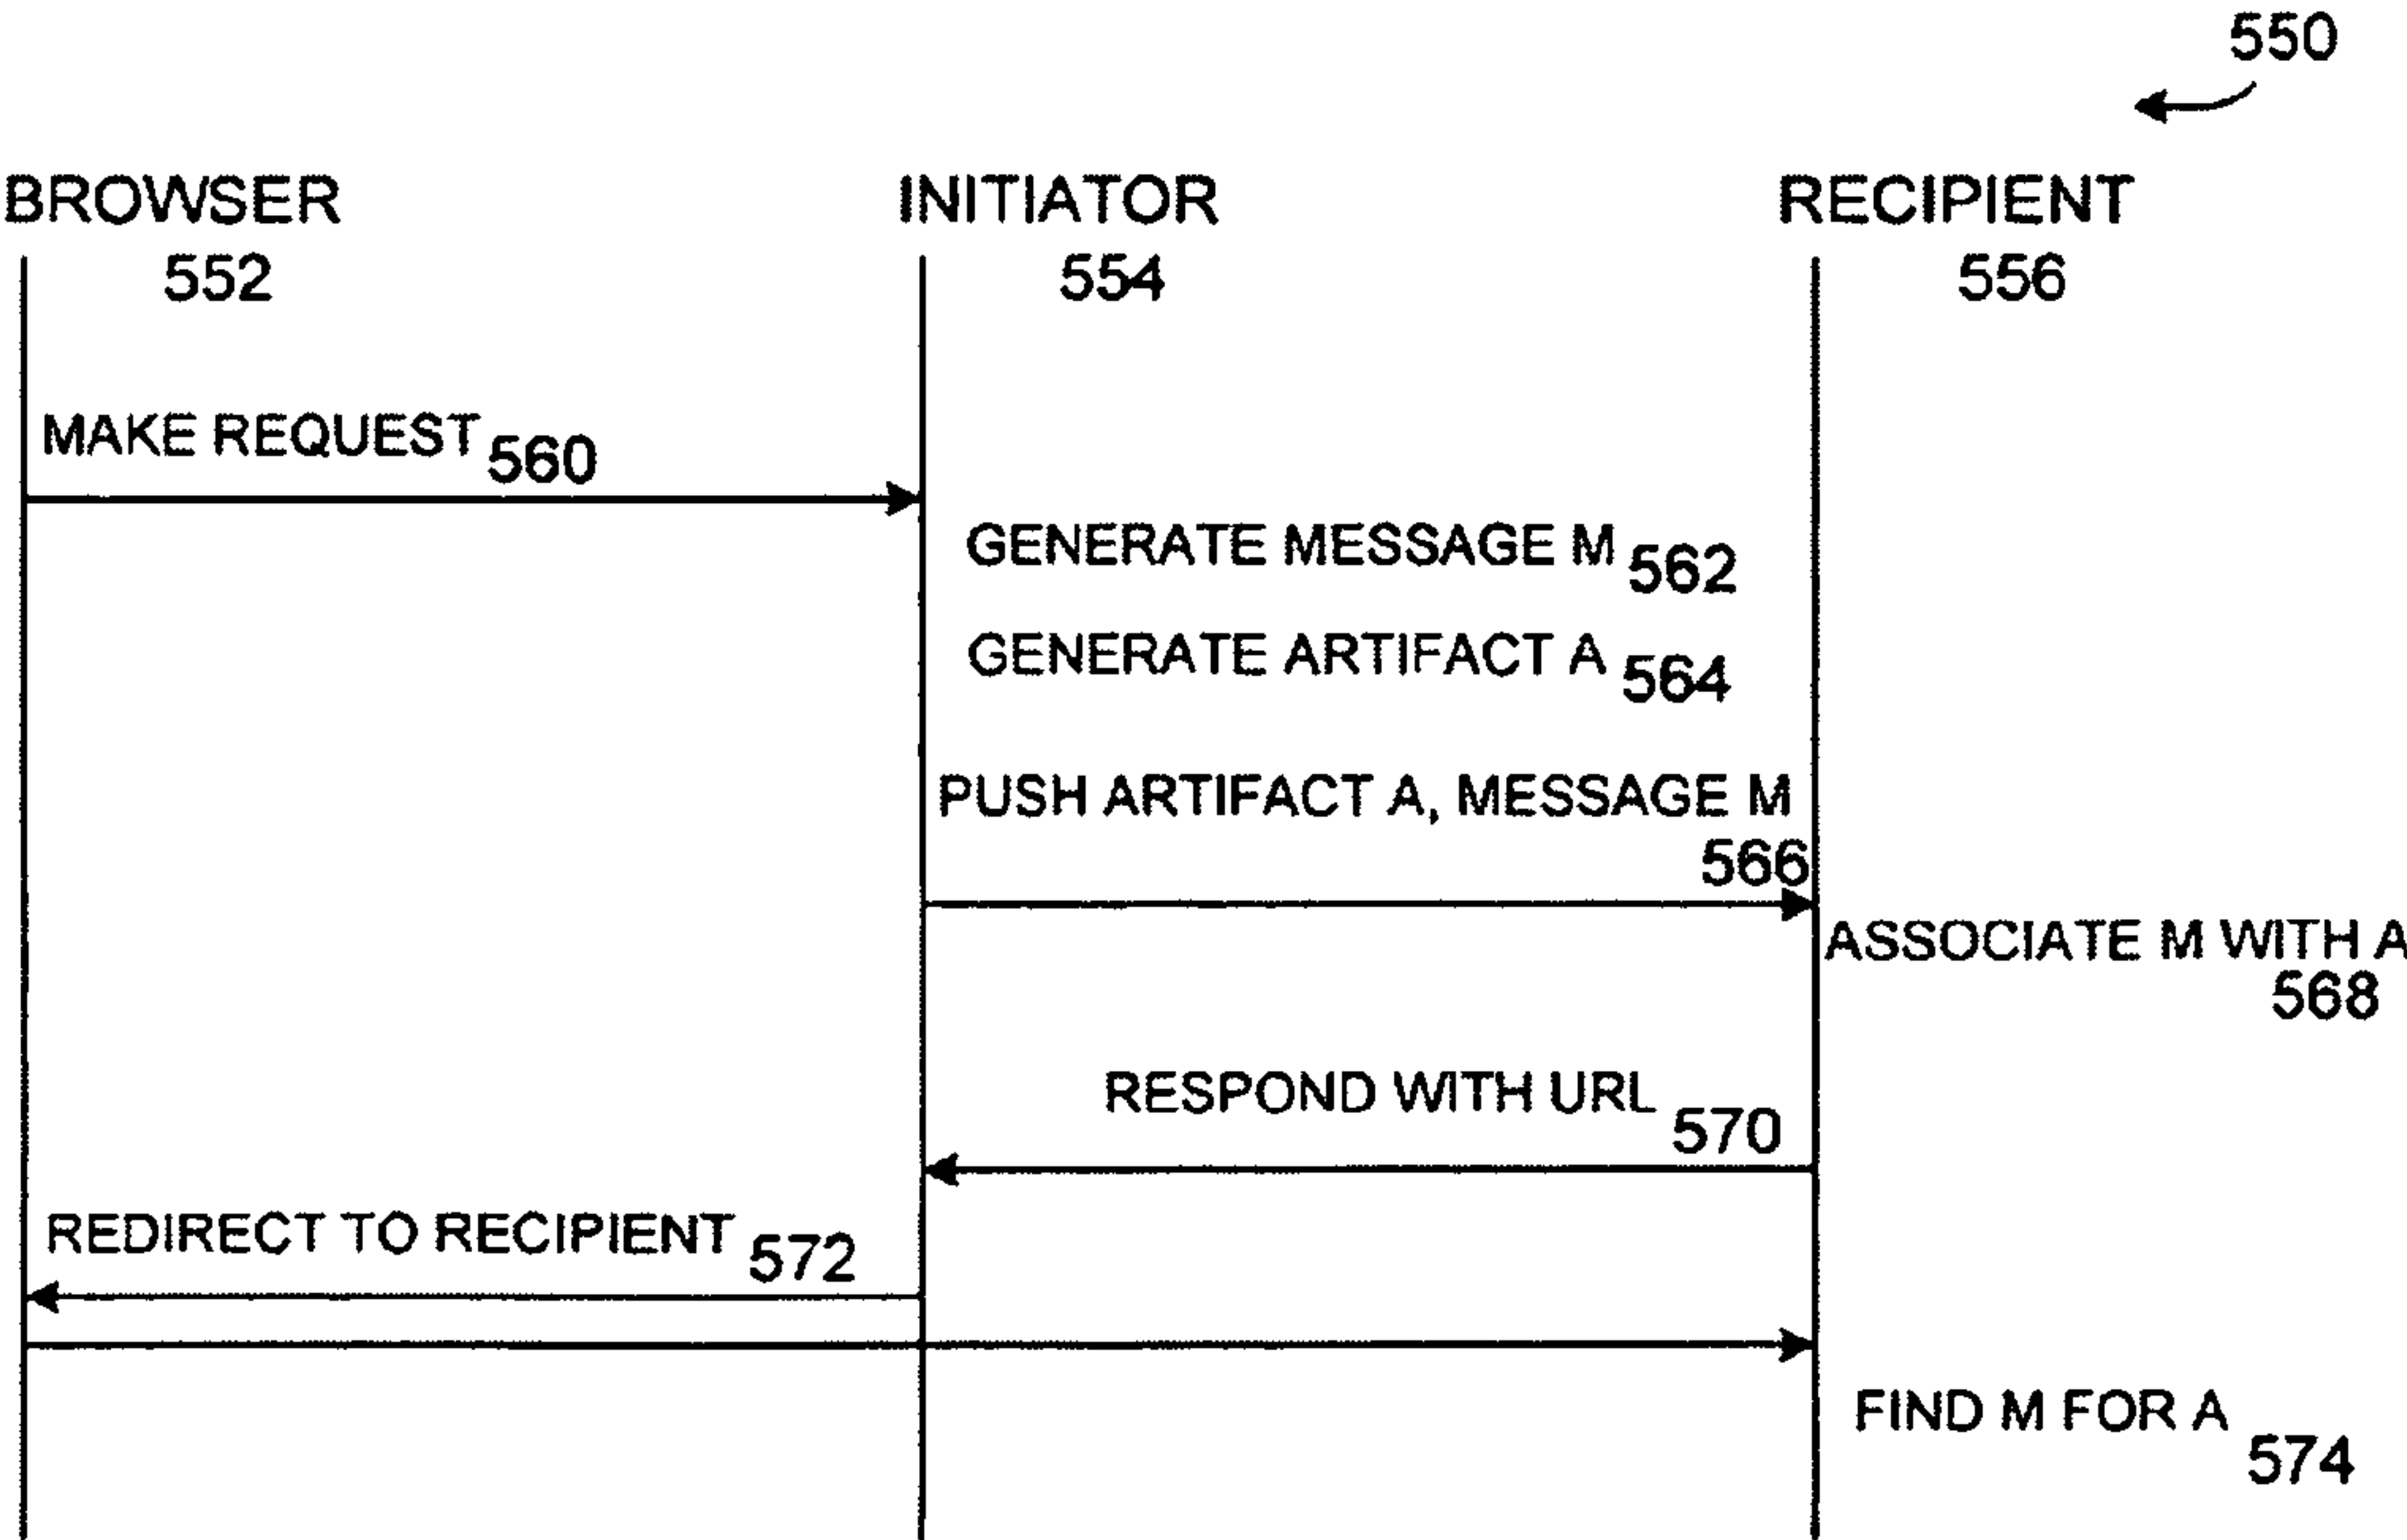 550
BROWSER INITIATOR RECIPIENT
552 554 556
MAKE REQUEST 560
GENERATE MESSAGE M 562
GENERATE ARTIFACT A 564
PUSH ARTIFACT A, MESSAGE M
566
ASSOCIATE M WITH A
568
RESPOND WITH URL 570
REDIRECT TO RECIPIENT 572
FIND M FOR A 574